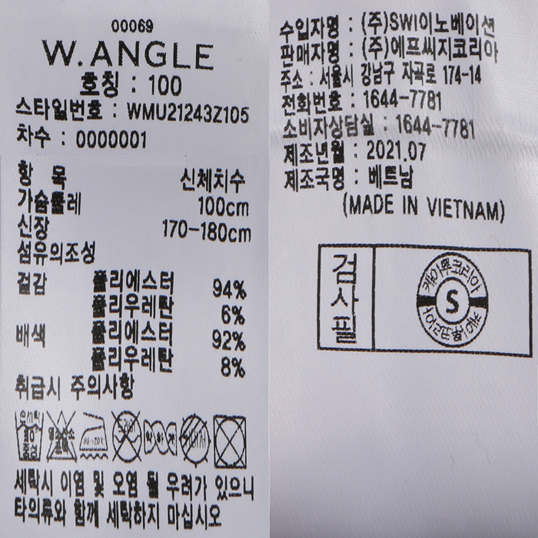 00069
W.ANGLE
호칭 : 100
스타일번호 : WMU21243Z105
차수 : 0000001
항 목 신체치수
가슴둘레 100cm
신장 170-180cm
섬유의조성
겉감 폴리에스터 94%
폴리우레탄 6%
배색 폴리에스터 92%
폴리우레탄 8%
취급시 주의사항
세탁시 이염 및 오염 될 우려가 있으니
타의류와 함께 세탁하지 마십시오
수입자명 : (주)SWI이노베이션
판매자명 : (주)에프씨지코리아
주소 : 서울시 강남구 자곡로 174-14
전화번호 : 1644-7781
소비자상담실 : 1644-7781
제조년월 : 2021.07
제조국명 : 베트남
(MADE IN VIETNAM)
검사필
S